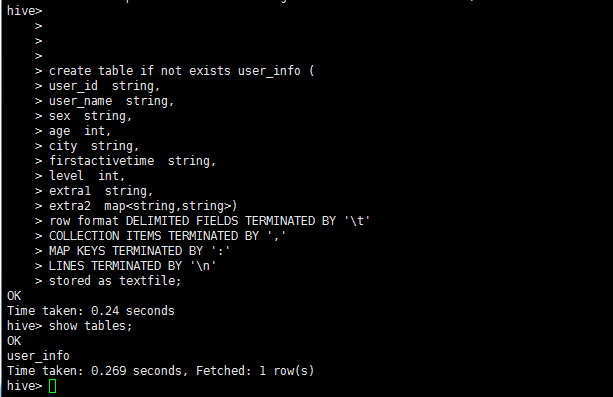 hive>
>
>
>
> create table if not exists user_info (
> user_id  string,
> user_name  string,
> sex  string,
> age  int,
> city  string,
> firstactivetime  string,
> level  int,
> extra1  string,
> extra2  map<string,string>)
> row format DELIMITED FIELDS TERMINATED BY '\t'
> COLLECTION ITEMS TERMINATED BY ','
> MAP KEYS TERMINATED BY ':'
> LINES TERMINATED BY '\n'
> stored as textfile;
OK
Time taken: 0.24 seconds
hive> show tables;
OK
user_info
Time taken: 0.269 seconds, Fetched: 1 row(s)
hive>